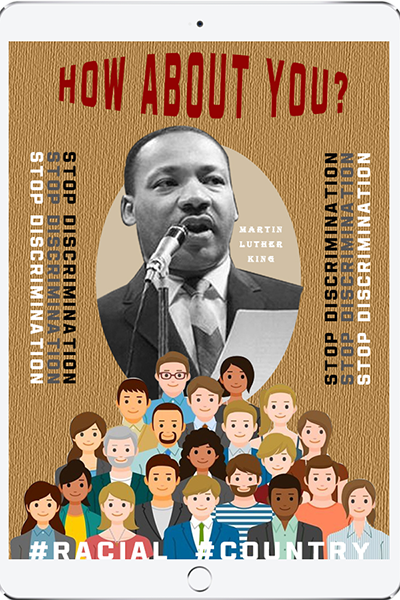 HOW ABOUT YOU?
STOP DISCRIMINATION
STOP DISCRIMINATION
STOP DISCRIMINATION
MARTIN
LUTHER
KING
STOP DISCRIMINATION
STOP DISCRIMINATION
STOP DISCRIMINATION
#RACIAL #COUNTRY